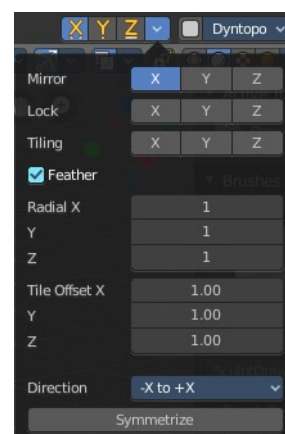 X Y Z Dyntopo
Mirror X Y Z
Lock X Y Z
Tiling X Y Z
Feather
Brushes
Radial X 1
Y 1
Z 1
Tile Offset X 1.00
Y 1.00
Z 1.00
Direction -X to +X
Symmetrize